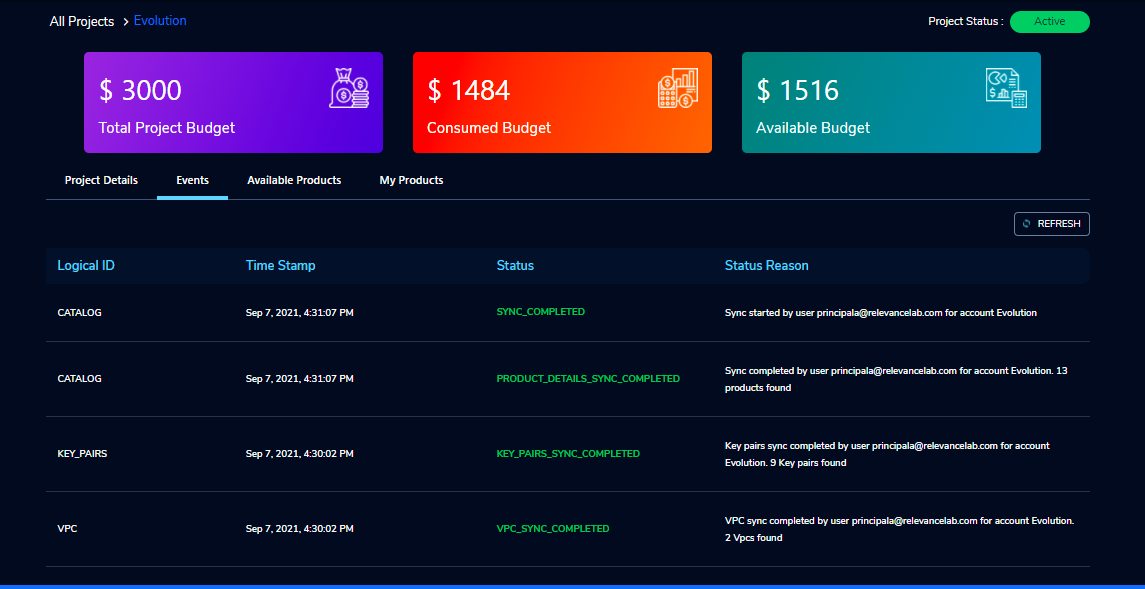 All Projects > Evolution
Project Status : Active
$ 3000
Total Project Budget
$ 1484
Consumed Budget
$ 1516
Available Budget
Project Details Events Available Products My Products
REFRESH
Logical ID Time Stamp Status Status Reason
CATALOG Sep 7, 2021, 4:31:07 PM SYNC_COMPLETED Sync started by user principala@relevancelab.com for account Evolution
CATALOG Sep 7, 2021, 4:31:07 PM PRODUCT_DETAILS_SYNC_COMPLETED Sync completed by user principala@relevancelab.com for account Evolution. 13
products found
KEY_PAIRS Sep 7, 2021, 4:30:02 PM KEY_PAIRS_SYNC_COMPLETED Key pairs sync completed by user principala@relevancelab.com for account
Evolution. 9 Key pairs found
VPC Sep 7, 2021, 4:30:02 PM VPC_SYNC_COMPLETED VPC sync completed by user principala@relevancelab.com for account Evolution.
2 Vpcs found